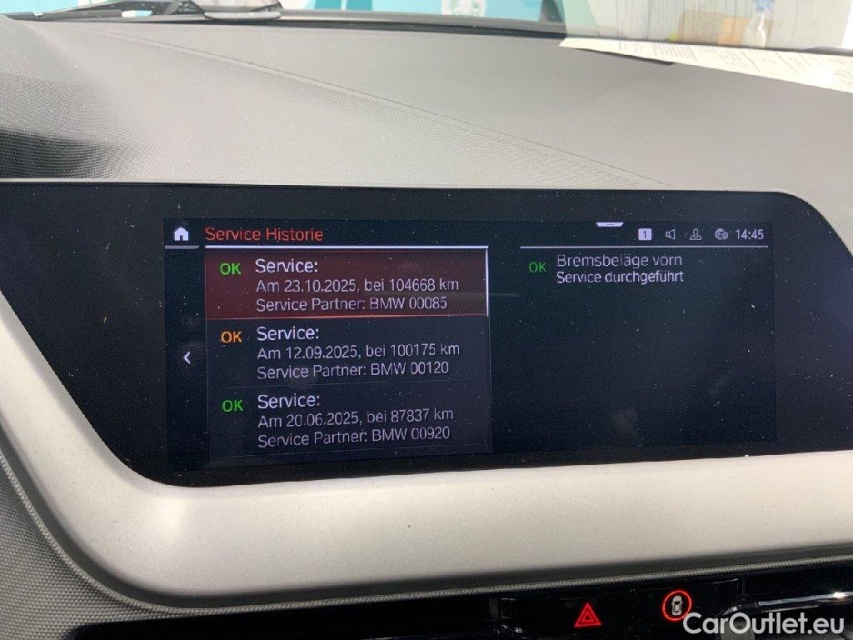 Service Historie
1
14:45
OK Service:
Am 23.10.2025, bei 104668 km
Service Partner: BMW 00085
OK Service:
Am 12.09.2025, bei 100175 km
Service Partner: BMW 00120
OK Service:
Am 20.06.2025, bei 87837 km
Service Partner: BMW 00920
OK Bremsbeläge vorn
Service durchgeführt
CarOutlet.eu